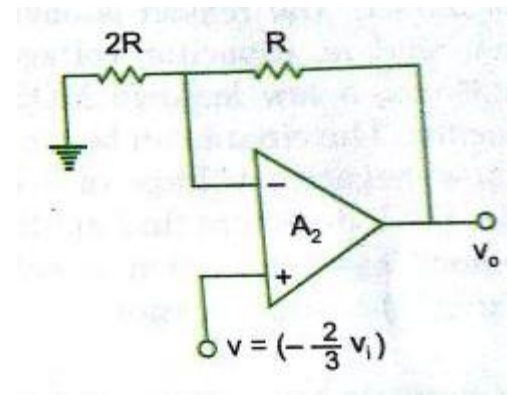 2R
R
−
A₂
+
vₒ
v = (−2/3 vᵢ)